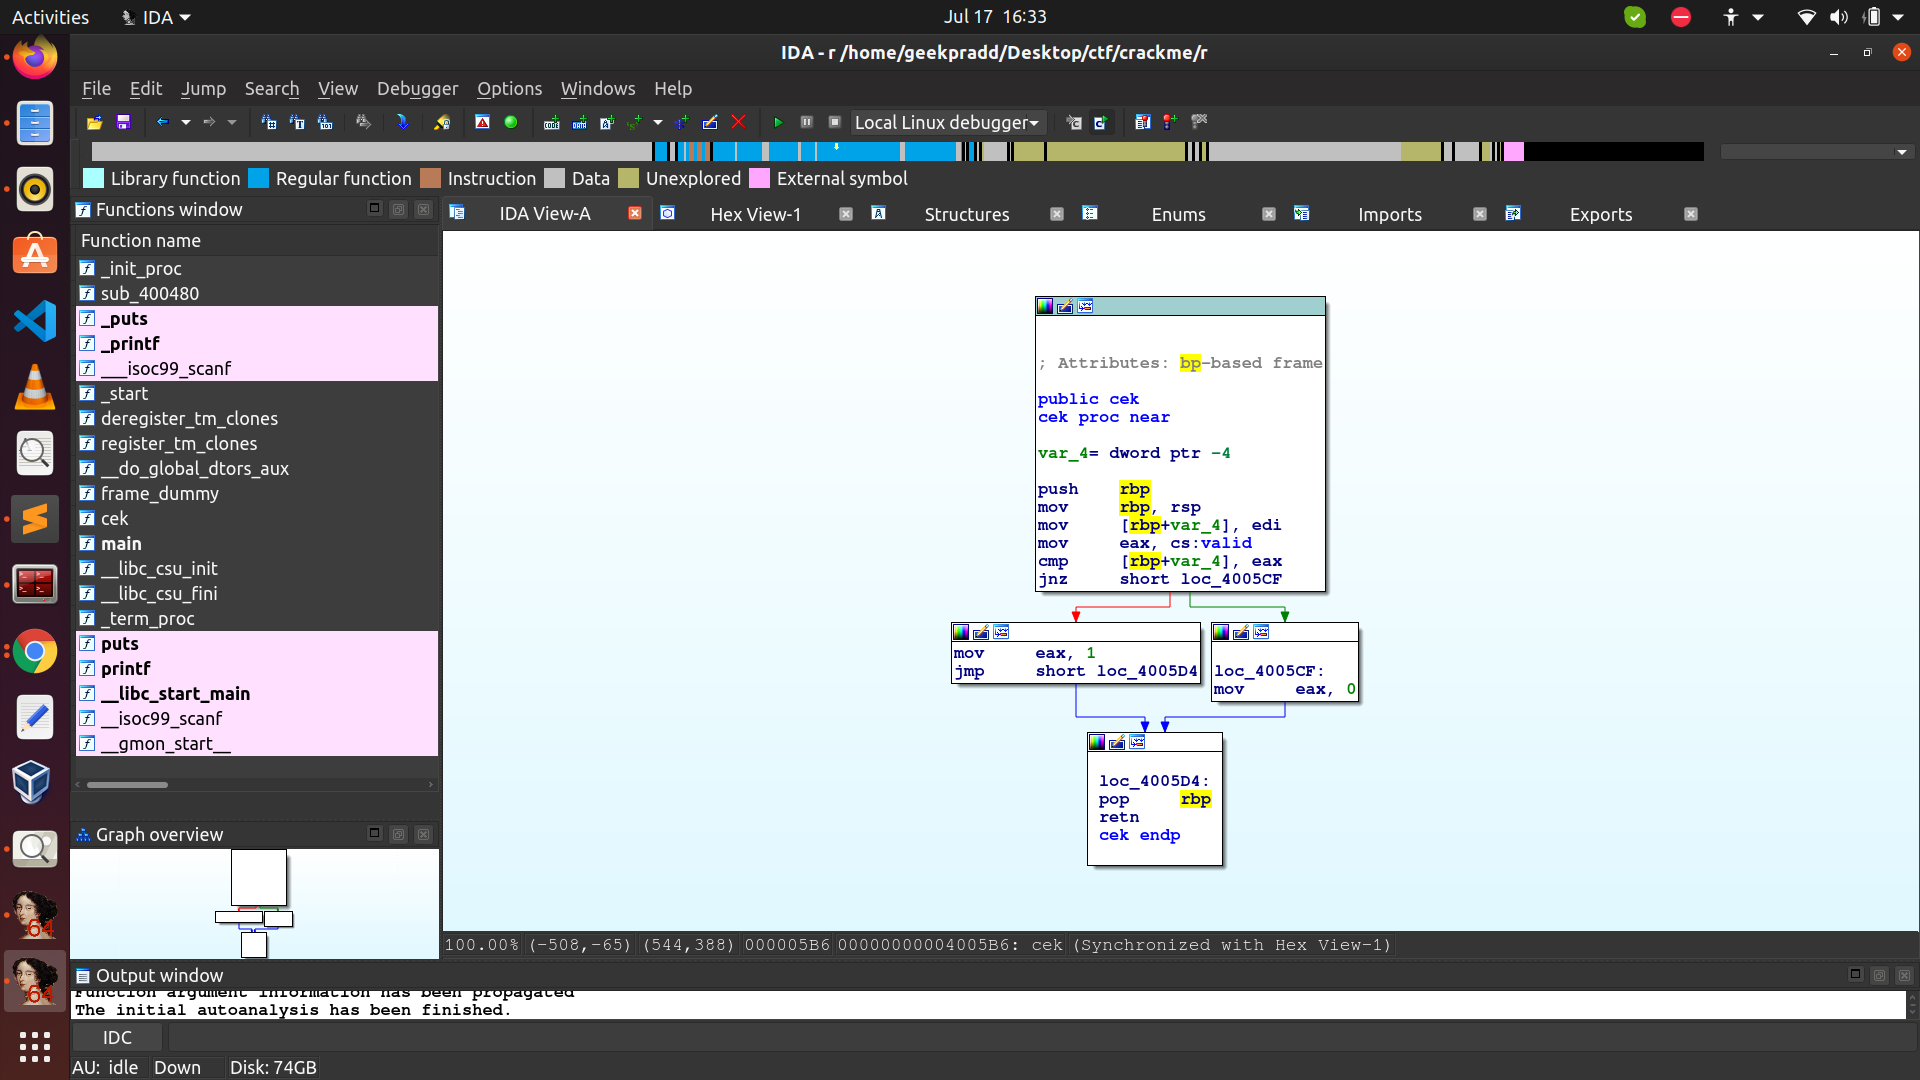 Activities
IDA
Jul 17 16:33
IDA - r /home/geekpradd/Desktop/ctf/crackme/r
File Edit Jump Search View Debugger Options Windows Help
Local Linux debugger
Library function Regular function Instruction Data Unexplored External symbol
Functions window
IDA View-A
Hex View-1
Structures
Enums
Imports
Exports
Function name
_init_proc
sub_400480
_puts
_printf
___isoc99_scanf
_start
deregister_tm_clones
register_tm_clones
__do_global_dtors_aux
frame_dummy
cek
main
__libc_csu_init
__libc_csu_fini
_term_proc
puts
printf
__libc_start_main
__isoc99_scanf
__gmon_start__
; Attributes: bp-based frame
public cek
cek proc near
var_4= dword ptr -4
push rbp
mov rbp, rsp
mov [rbp+var_4], edi
mov eax, cs:valid
cmp [rbp+var_4], eax
jnz short loc_4005CF
mov eax, 1
jmp short loc_4005D4
loc_4005CF:
mov eax, 0
loc_4005D4:
pop rbp
retn
cek endp
Graph overview
100.00% (-508,-65) (544,388) 000005B6 00000000004005B6: cek (Synchronized with Hex View-1)
Output window
Function argument information has been propagated
The initial autoanalysis has been finished.
IDC
AU: idle Down Disk: 74GB